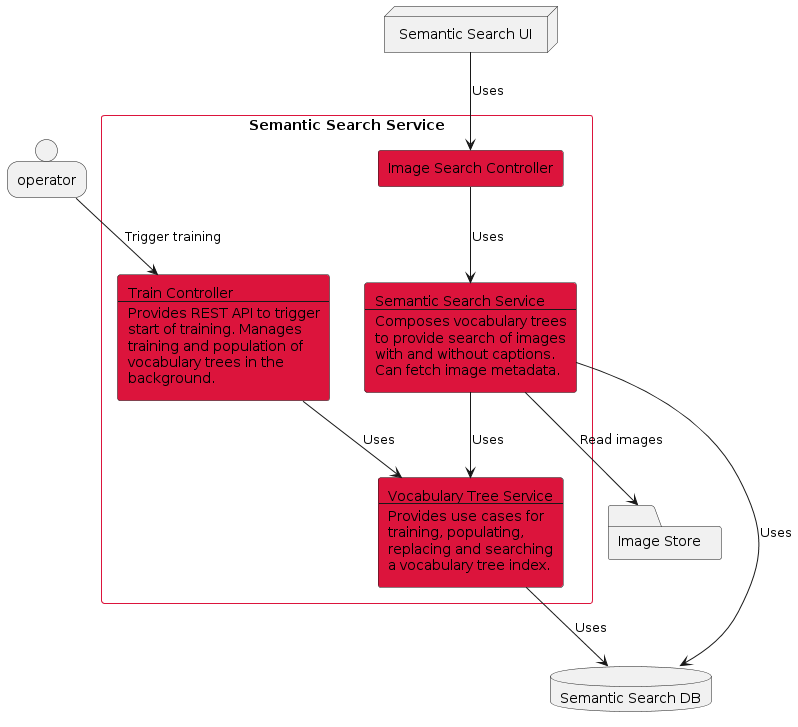 Semantic Search UI
Uses
Semantic Search Service
Image Search Controller
operator
Trigger training
Uses
Train Controller
Provides REST API to trigger
start of training. Manages
training and population of
vocabulary trees in the
background.
Semantic Search Service
Composes vocabulary trees
to provide search of images
with and without captions.
Can fetch image metadata.
Uses
Uses
Read images
Vocabulary Tree Service
Provides use cases for
training, populating,
replacing and searching
a vocabulary tree index.
Image Store
Uses
Uses
Semantic Search DB